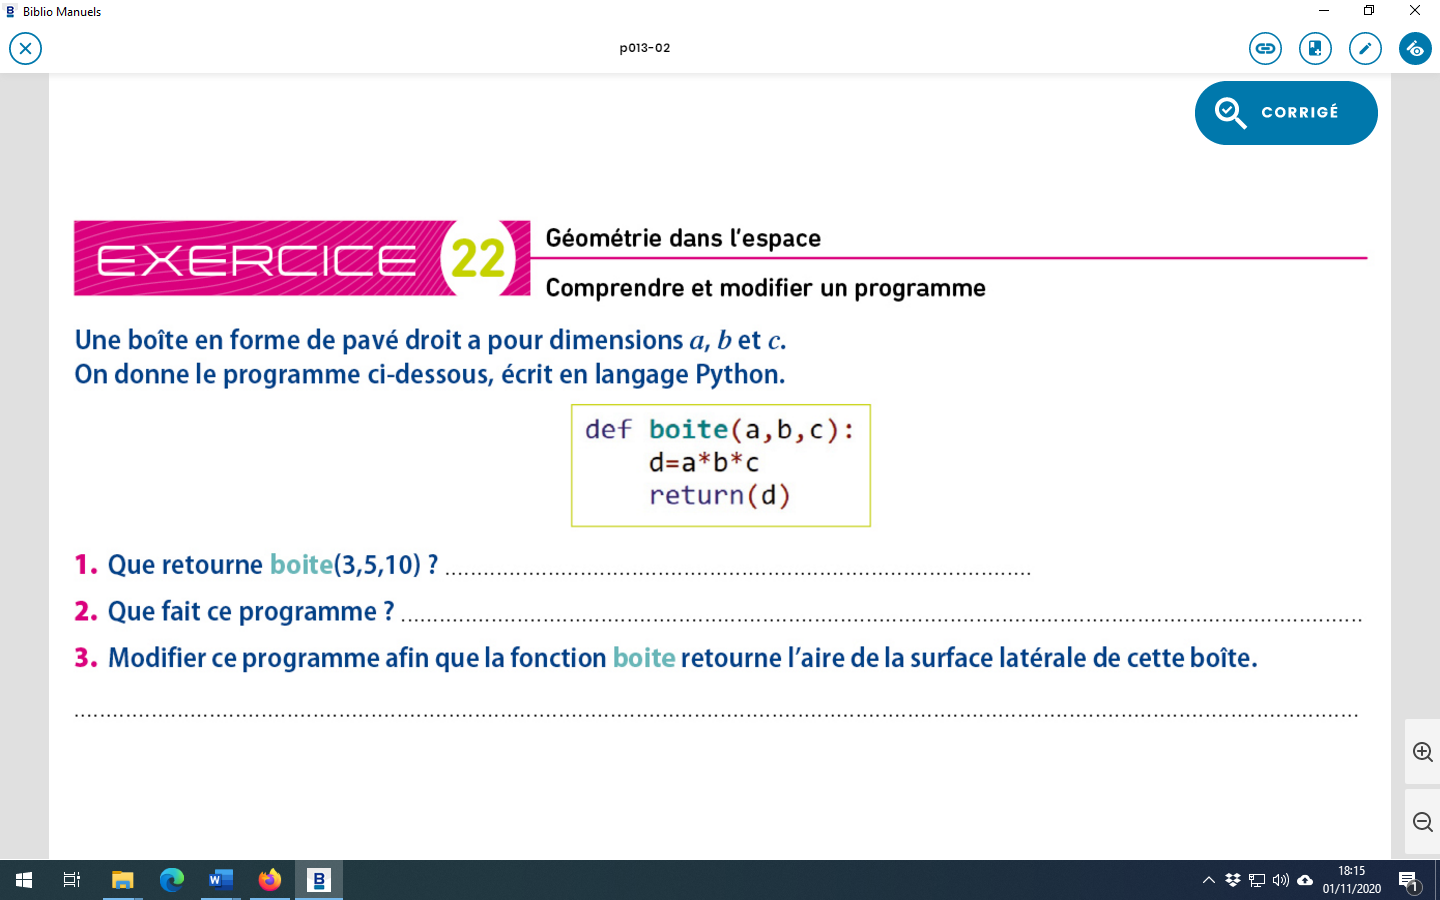 Biblio Manuels
p013-02
CORRIGÉ
EXERCICE 22
Géométrie dans l'espace
Comprendre et modifier un programme
Une boîte en forme de pavé droit a pour dimensions a, b et c.
On donne le programme ci-dessous, écrit en langage Python.
def boite(a,b,c):
    d=a*b*c
    return(d)
1. Que retourne boite(3,5,10) ? ........................................
2. Que fait ce programme ? ........................................
3. Modifier ce programme afin que la fonction boite retourne l'aire de la surface latérale de cette boîte.
........................................
18:15
01/11/2020
1